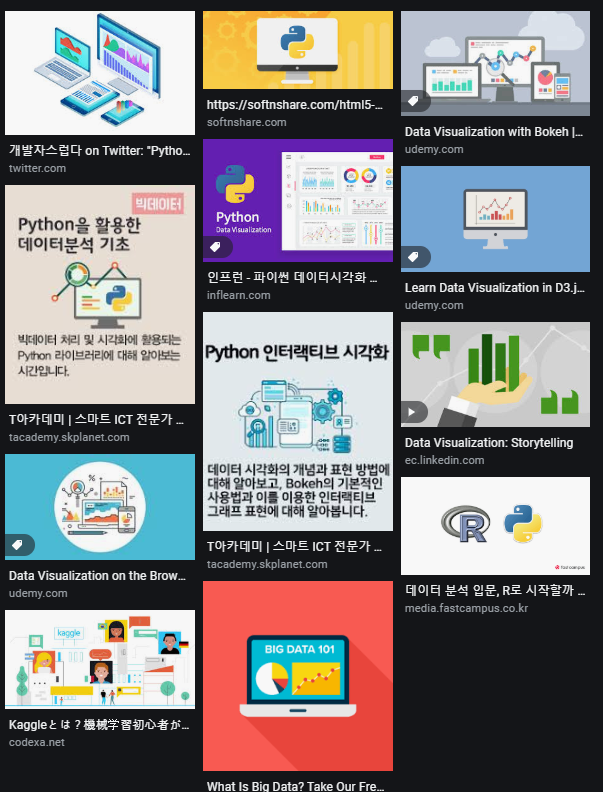 개발자스럽다 on Twitter: "Pytho...
twitter.com
빅데이터
Python을 활용한
데이터분석 기초
빅데이터 처리 및 시각화에 활용되는
Python 라이브러리에 대해 알아보는
시간입니다.
T아카데미 | 스마트 ICT 전문가 ...
tacademy.skplanet.com
Data Visualization on the Brow...
udemy.com
kaggle
Kaggleとは？機械学習初心者が...
codexa.net
https://softnshare.com/html5-...
softnshare.com
Python
Data Visualization
인프런 - 파이썬 데이터시각화 ...
inflearn.com
Python 인터랙티브 시각화
데이터 시각화의 개념과 표현 방법에
대해 알아보고, Bokeh의 기본적인
사용법과 이를 이용한 인터랙티브
그래프 표현에 대해 알아봅니다.
T아카데미 | 스마트 ICT 전문가 ...
tacademy.skplanet.com
BIG DATA 101
What Is Big Data? Take Our Fre...
Data Visualization with Bokeh |...
udemy.com
Learn Data Visualization in D3.j...
udemy.com
Data Visualization: Storytelling
ec.linkedin.com
R
fast campus
데이터 분석 입문, R로 시작할까 ...
media.fastcampus.co.kr